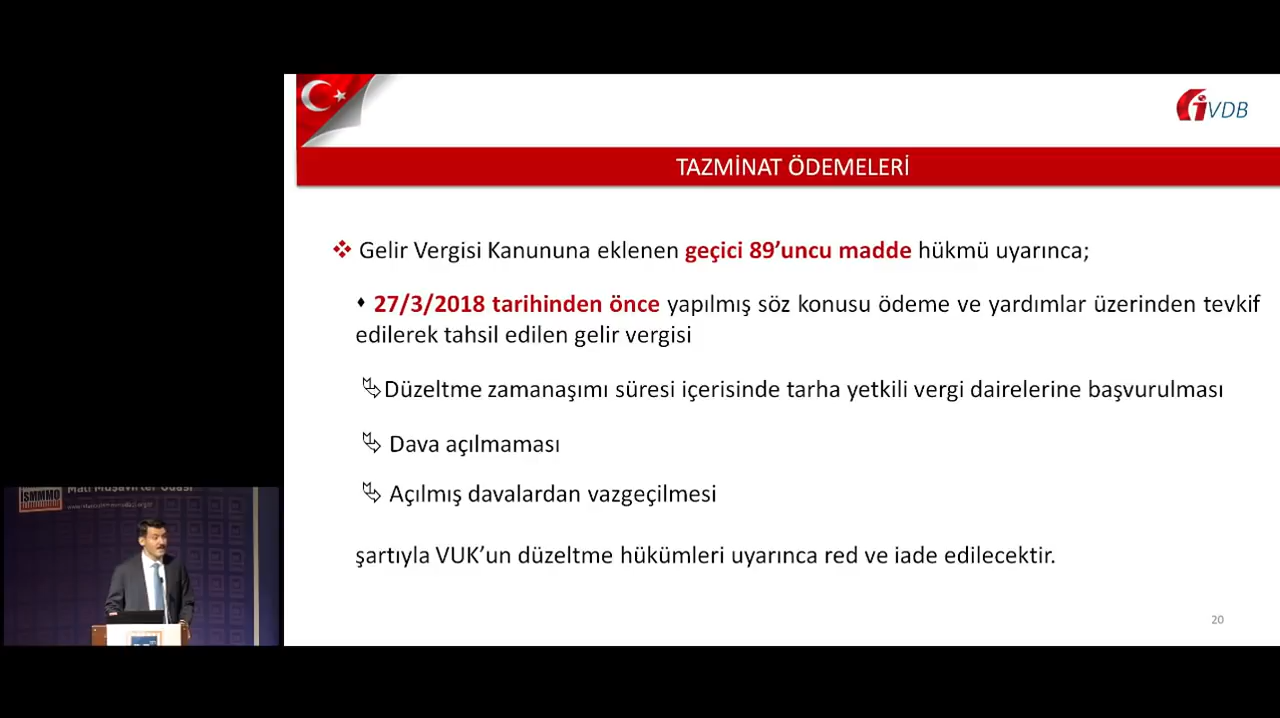 VDB
TAZMİNAT ÖDEMELERİ
❖ Gelir Vergisi Kanununa eklenen geçici 89’uncu madde hükmü uyarınca;
♦ 27/3/2018 tarihinden önce yapılmış söz konusu ödeme ve yardımlar üzerinden tevkif
edilerek tahsil edilen gelir vergisi
Düzeltme zamanaşımı süresi içerisinde tarha yetkili vergi dairelerine başvurulması
Dava açılmaması
Açılmış davalardan vazgeçilmesi
şartıyla VUK’un düzeltme hükümleri uyarınca red ve iade edilecektir.
20
Mali Müşavirler Odası
İSMMMO